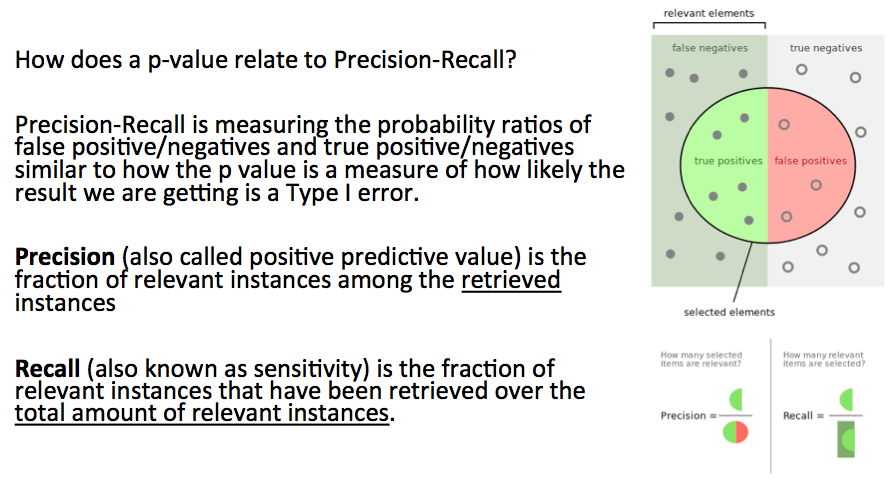 How does a p-value relate to Precision-Recall?
Precision-Recall is measuring the probability ratios of
false positive/negatives and true positive/negatives
similar to how the p value is a measure of how likely the
result we are getting is a Type I error.
Precision (also called positive predictive value) is the
fraction of relevant instances among the retrieved
instances
Recall (also known as sensitivity) is the fraction of
relevant instances that have been retrieved over the
total amount of relevant instances.
relevant elements
false negatives
true negatives
true positives
false positives
selected elements
How many selected
items are relevant?
Precision =
How many relevant
items are selected?
Recall =